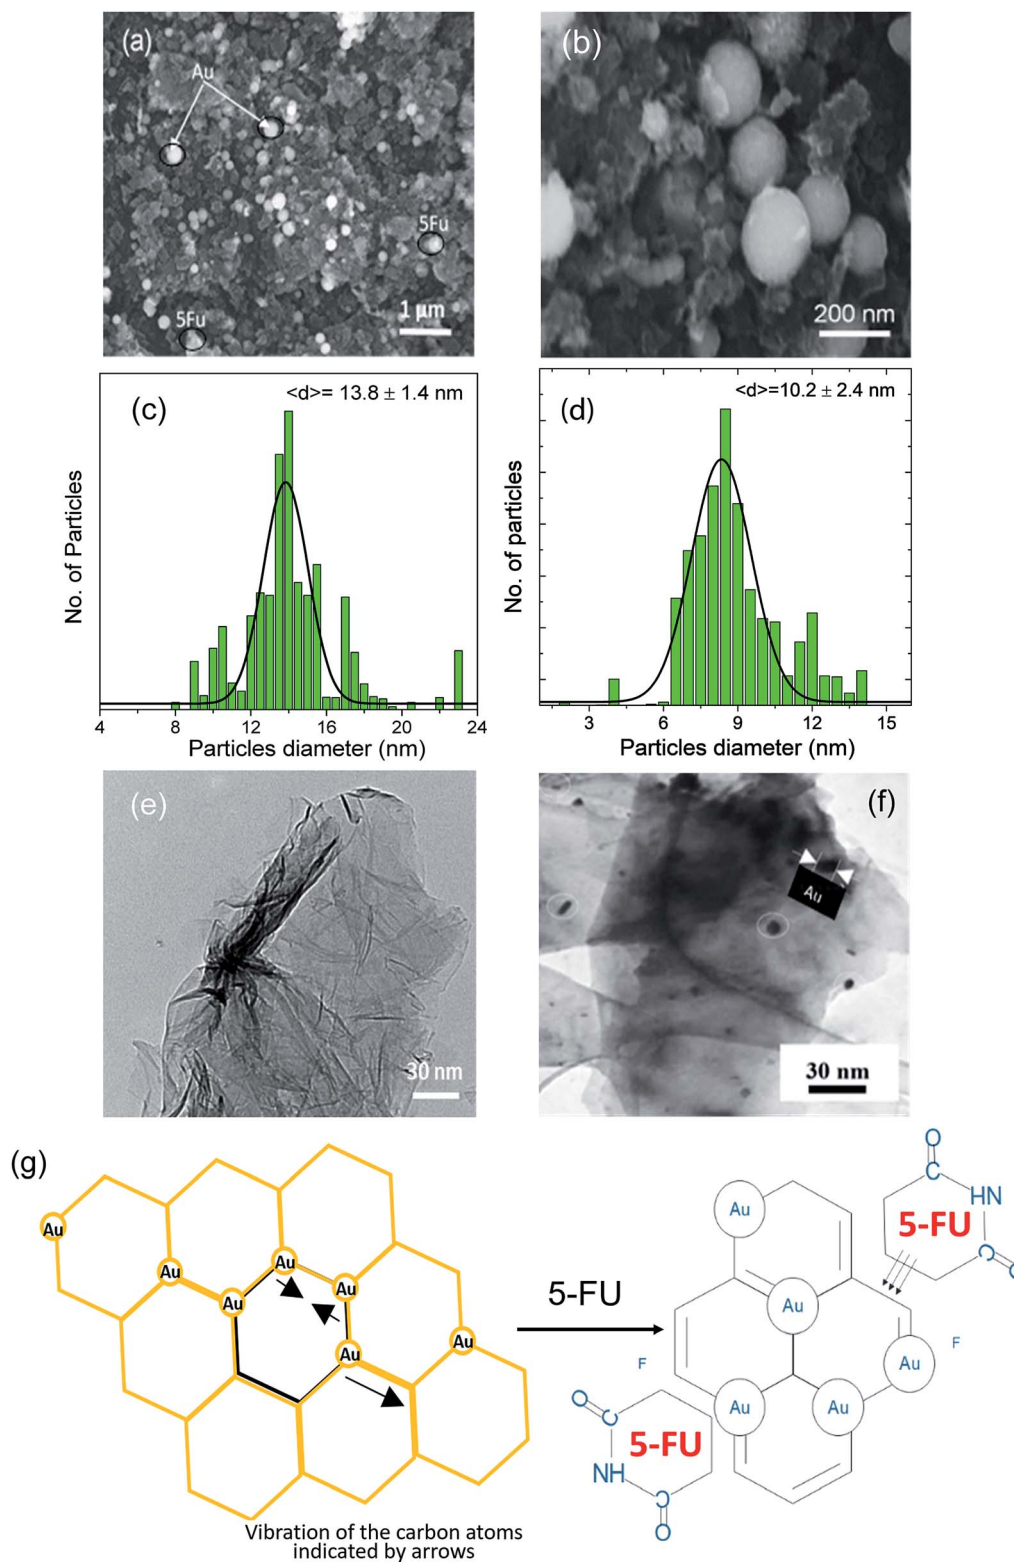 (a)
Au
5Fu
5Fu
1 μm
(b)
200 nm
(c)
<d>= 13.8 ± 1.4 nm
No. of Particles
4 8 12 16 20 24
Particles diameter (nm)
(d)
<d>=10.2 ± 2.4 nm
No. of particles
3 6 9 12 15
Particles diameter (nm)
(e)
30 nm
(f)
Au
30 nm
(g)
Au
Au
Au
Au
Au
Au
Au
Vibration of the carbon atoms
indicated by arrows
5-FU
O
C
HN
5-FU
C
O
Au
Au
F
F
Au
Au
Au
O
C
5-FU
NH
C
O